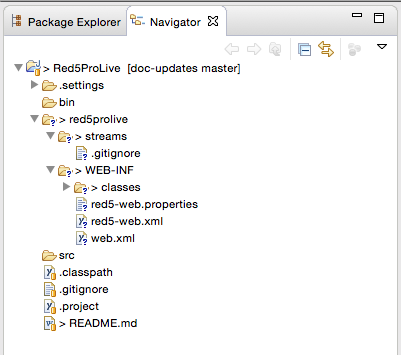 Package Explorer Navigator
> Red5ProLive [doc-updates master]
.settings
bin
> red5prolive
> streams
.gitignore
> WEB-INF
> classes
red5-web.properties
red5-web.xml
web.xml
src
.classpath
.gitignore
.project
> README.md